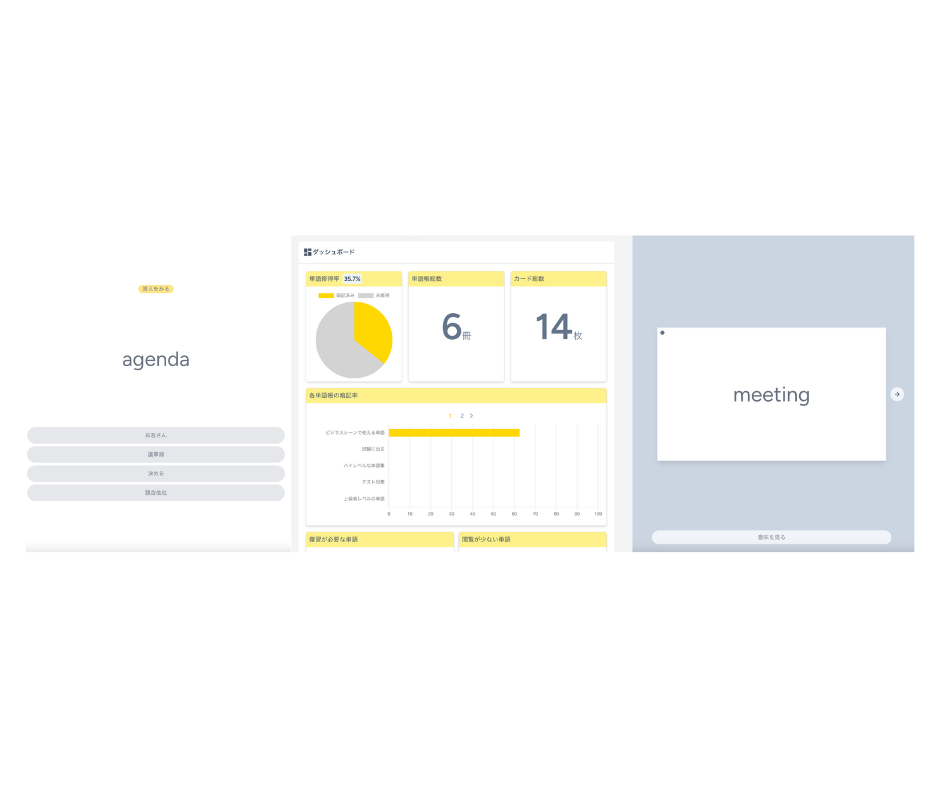 答えをみる
agenda
お客さん
議事録
決める
競合他社
ダッシュボード
単語修得率 35.7%
暗記済み 未修得
単語帳総数
6冊
カード総数
14枚
各単語帳の暗記率
1 2
ビジネスシーンで使える単語
試験に出る
ハイレベルな単語集
テスト対策
上級者レベルの単語
0 10 20 30 40 50 60 70 80 90 100
復習が必要な単語
閲覧が少ない単語
meeting
意味を見る